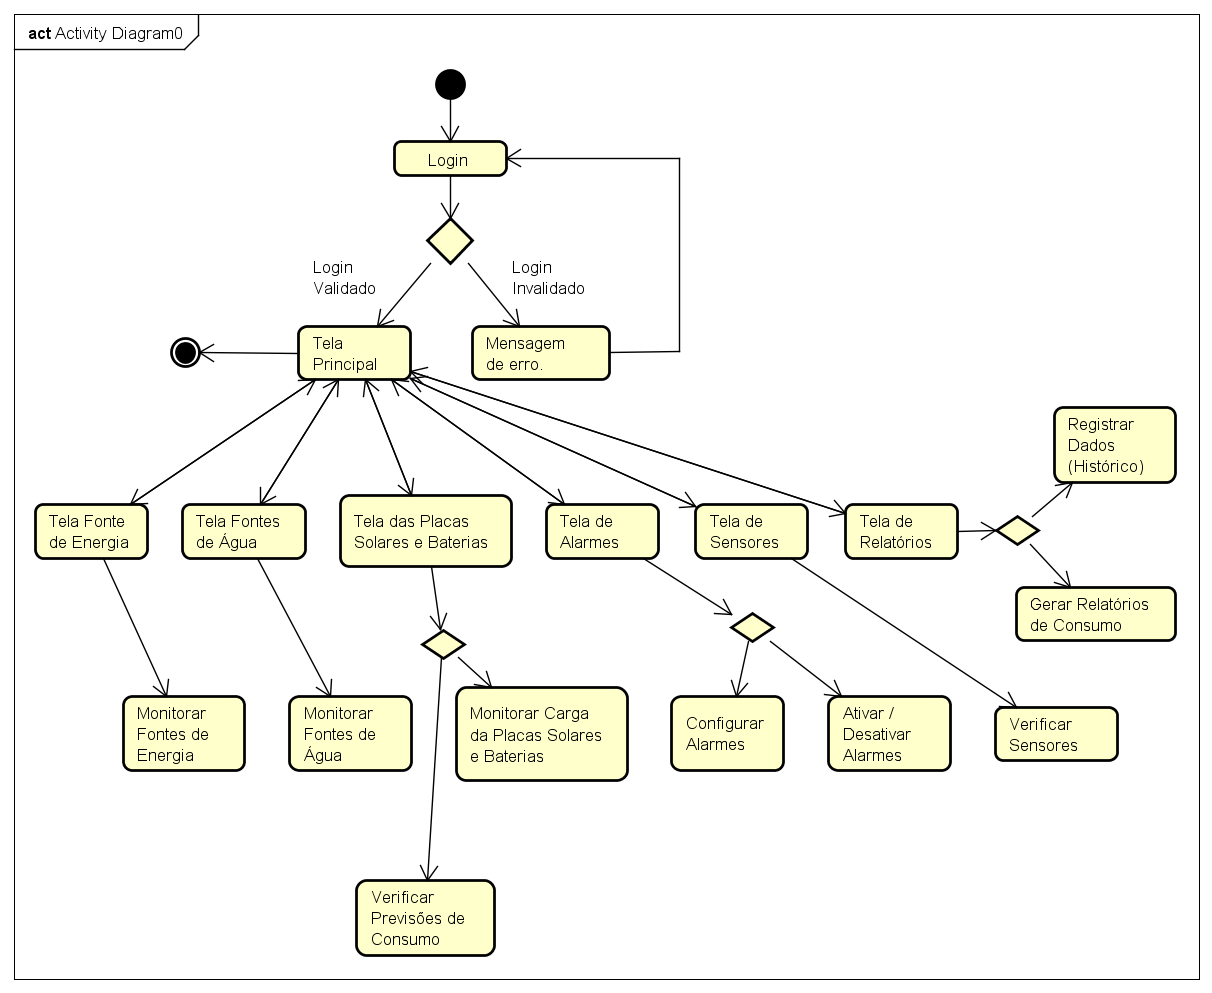 act Activity Diagram0
Login
Login
Validado
Login
Invalidado
Tela
Principal
Mensagem
de erro.
Registrar
Dados
(Histórico)
Tela Fonte
de Energia
Tela Fontes
de Água
Tela das Placas
Solares e Baterias
Tela de
Alarmes
Tela de
Sensores
Tela de
Relatórios
Gerar Relatórios
de Consumo
Monitorar
Fontes de
Energia
Monitorar
Fontes de
Água
Monitorar Carga
da Placas Solares
e Baterias
Configurar
Alarmes
Ativar /
Desativar
Alarmes
Verificar
Sensores
Verificar
Previsões de
Consumo